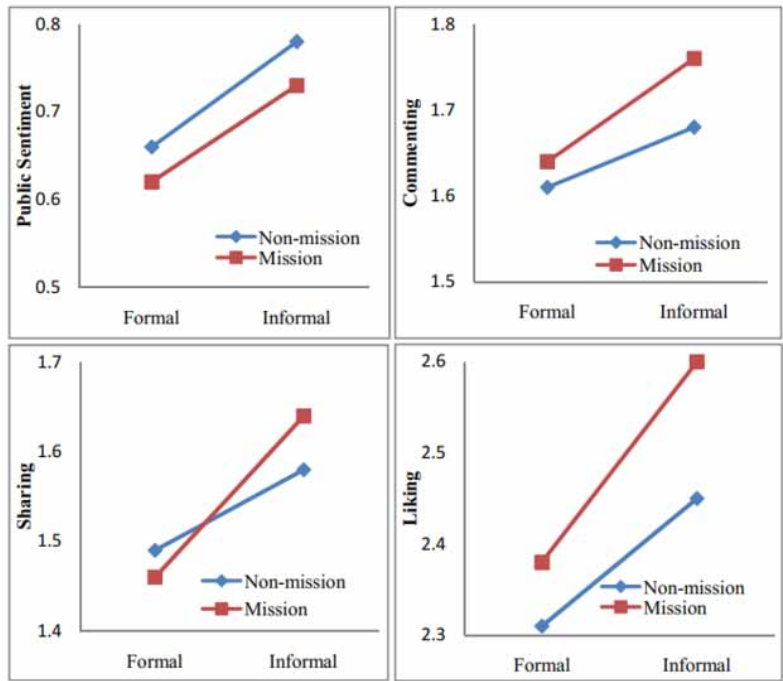 Public Sentiment
0.8
0.7
0.6
0.5
Non-mission
Mission
Formal Informal
Commenting
1.8
1.7
1.6
1.5
Non-mission
Mission
Formal Informal
Sharing
1.7
1.6
1.5
1.4
Non-mission
Mission
Formal Informal
Liking
2.6
2.5
2.4
2.3
Non-mission
Mission
Formal Informal